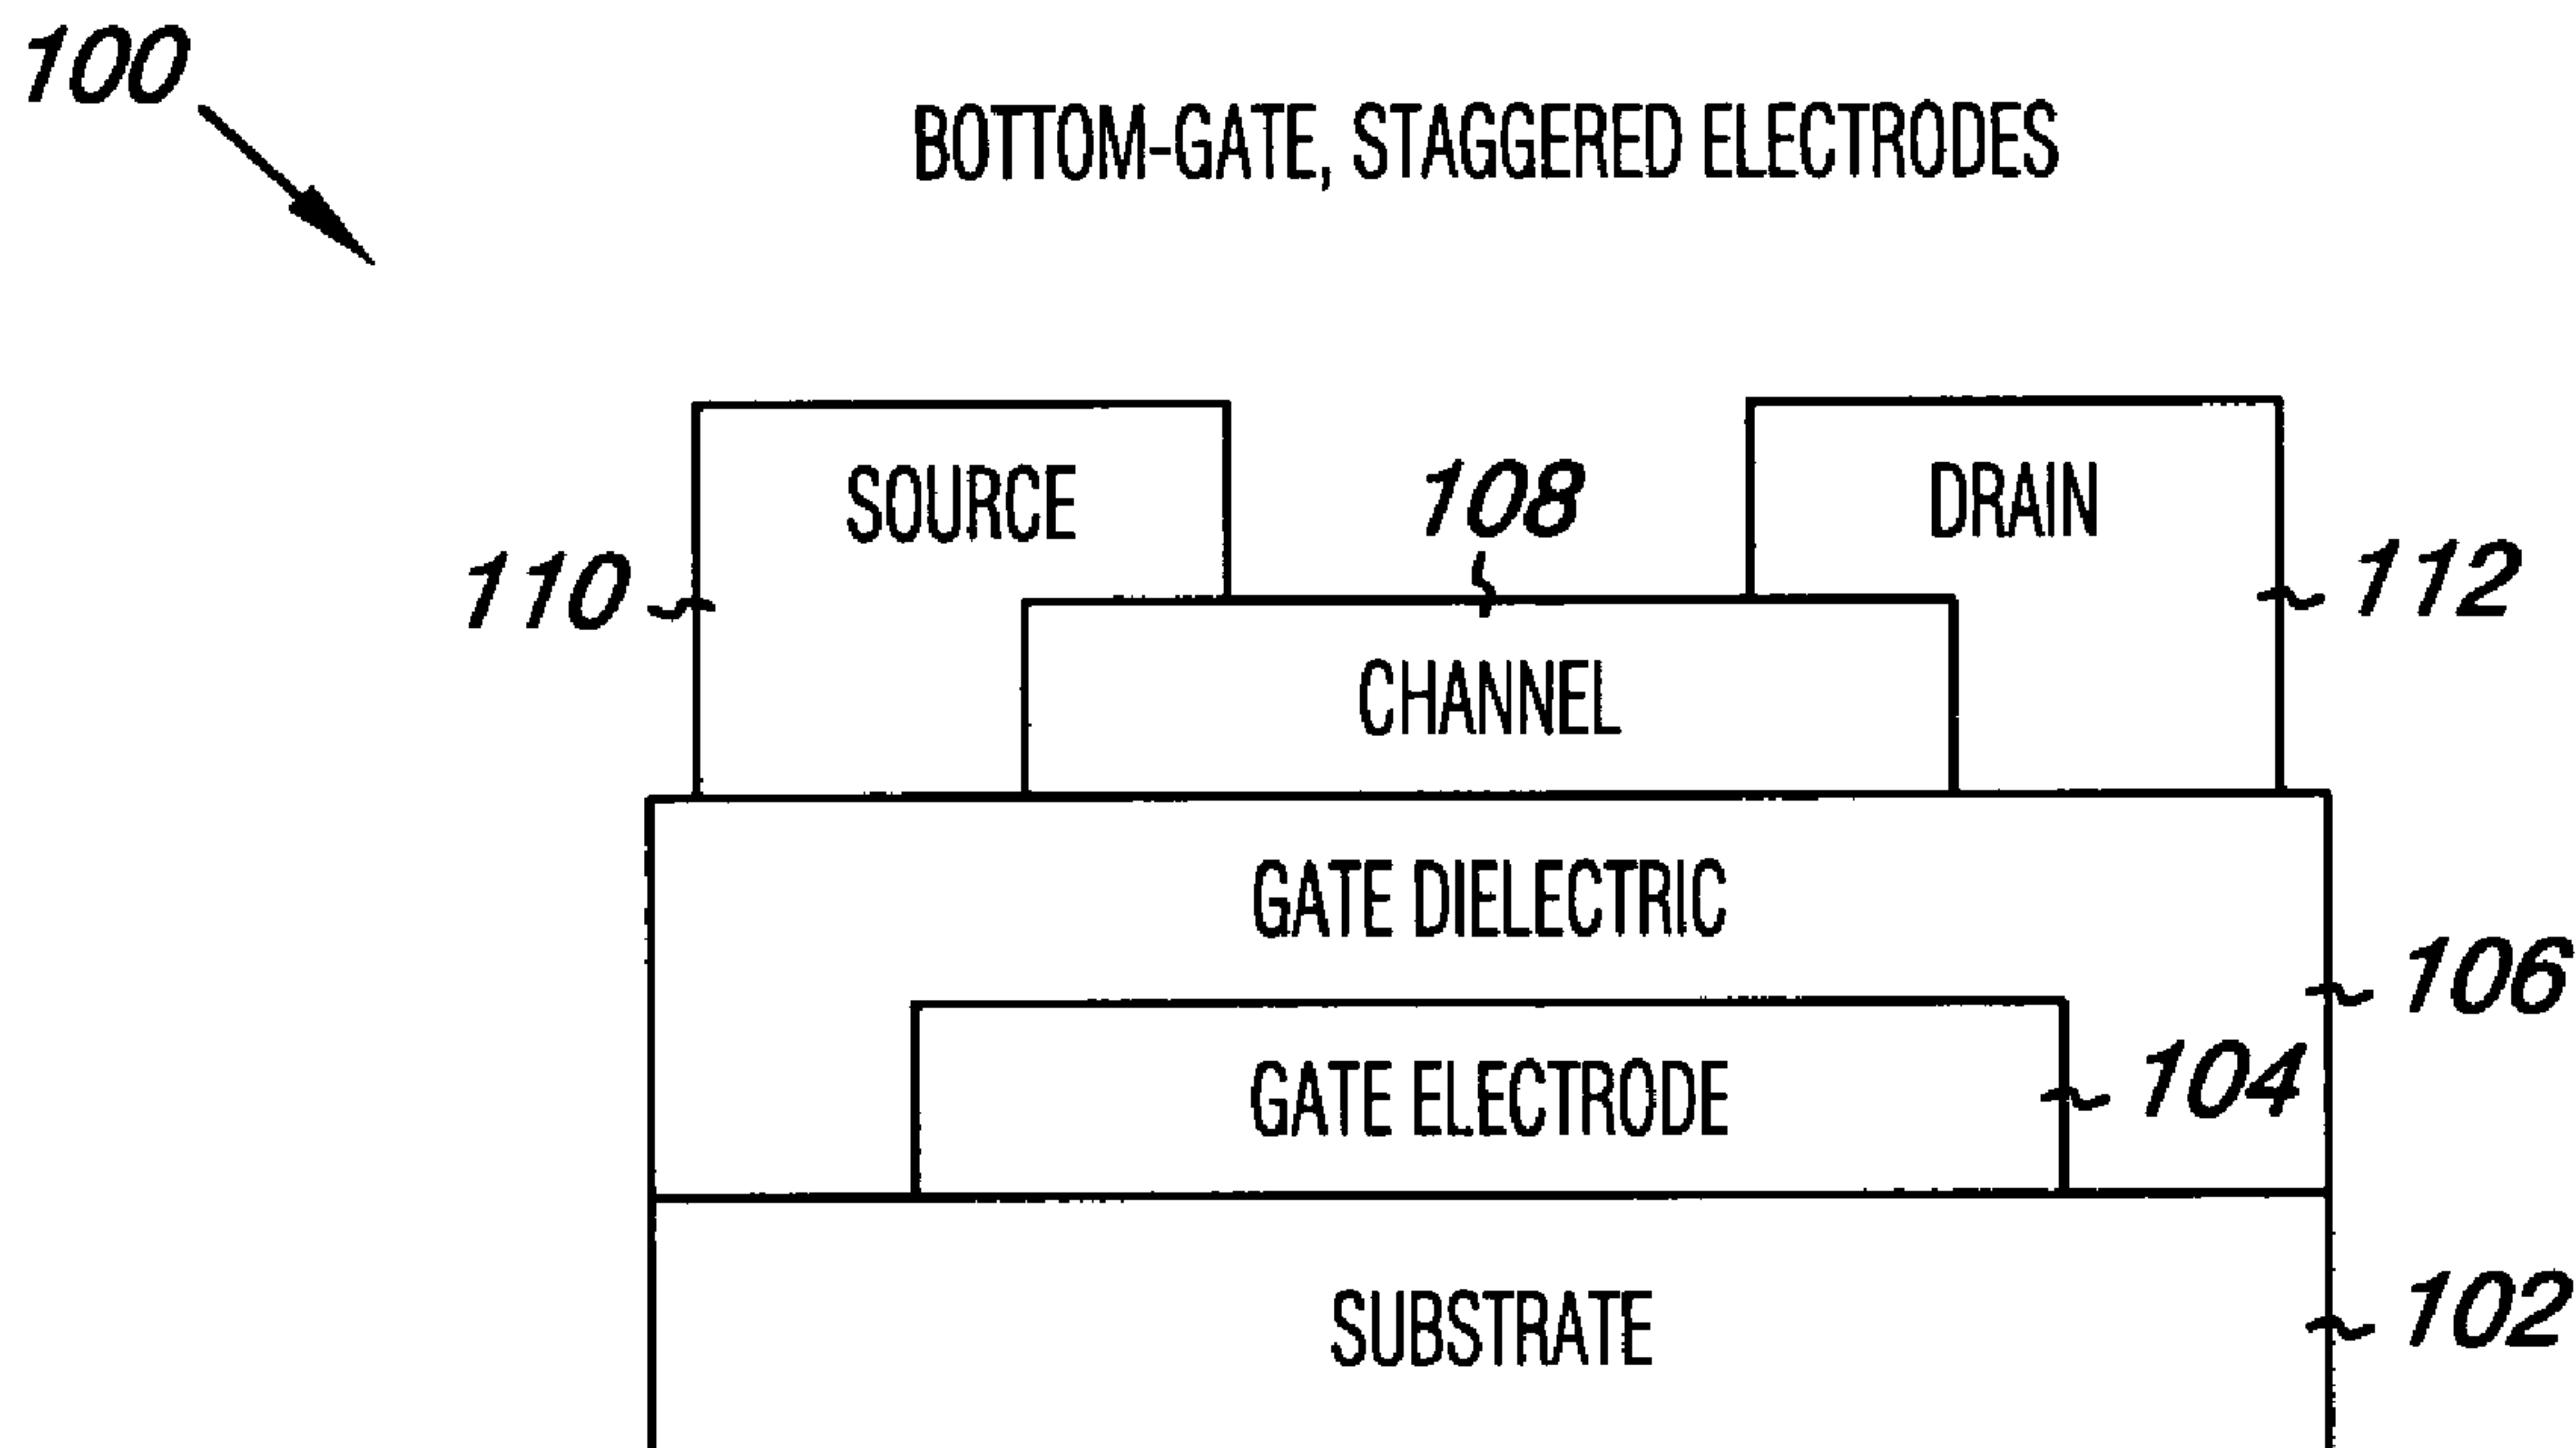 100
BOTTOM-GATE, STAGGERED ELECTRODES
SOURCE
108
DRAIN
110
112
CHANNEL
GATE DIELECTRIC
106
GATE ELECTRODE
104
SUBSTRATE
102